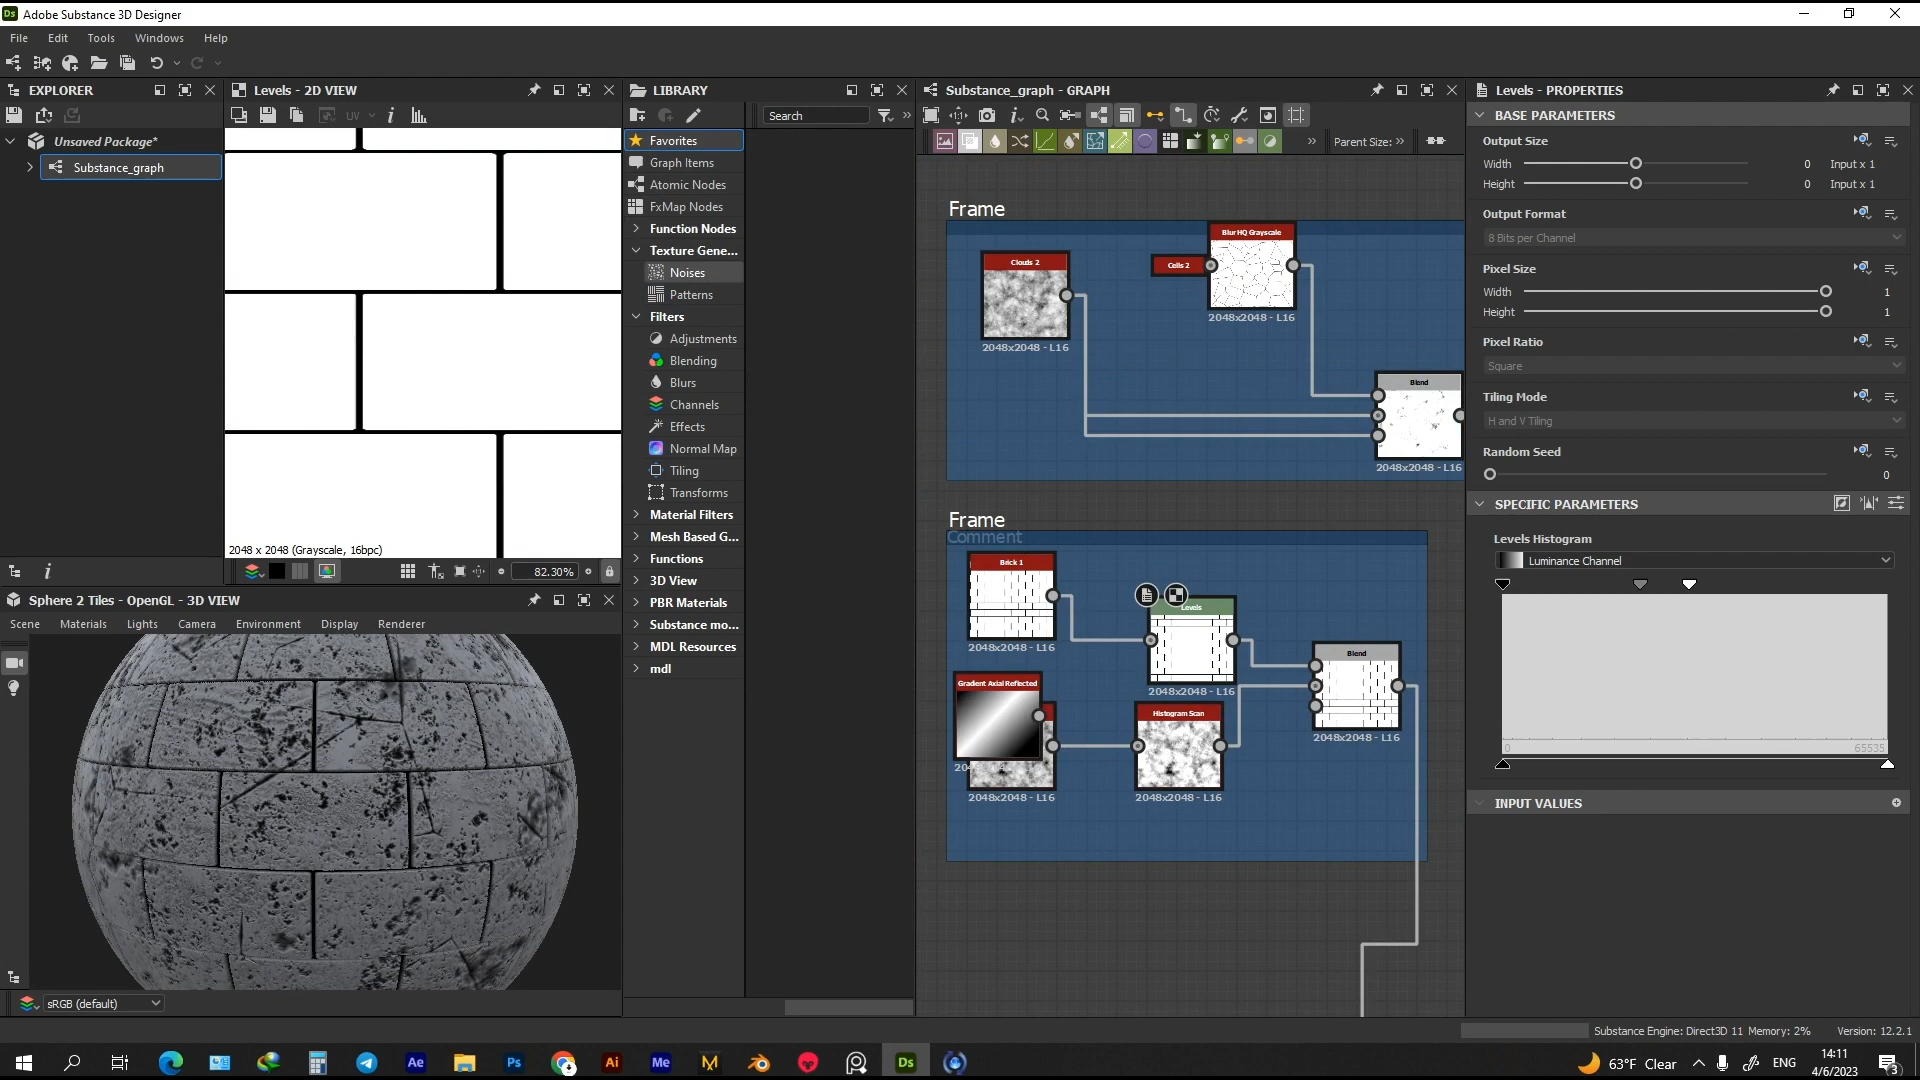 Ds Adobe Substance 3D Designer
File Edit Tools Windows Help
EXPLORER
Unsaved Package*
Substance_graph
Levels - 2D VIEW
UV
2048 x 2048 (Grayscale, 16bpc)
82.30%
Sphere 2 Tiles - OpenGL - 3D VIEW
Scene Materials Lights Camera Environment Display Renderer
sRGB (default)
LIBRARY
Search
Favorites
Graph Items
Atomic Nodes
FxMap Nodes
Function Nodes
Texture Gene...
Noises
Patterns
Filters
Adjustments
Blending
Blurs
Channels
Effects
Normal Map
Tiling
Transforms
Material Filters
Mesh Based G...
Functions
3D View
PBR Materials
Substance mo...
MDL Resources
mdl
Substance_graph - GRAPH
Parent Size:
Frame
Clouds 2
2048x2048 - L16
Cells 2
Blur HQ Grayscale
2048x2048 - L16
Blend
2048x2048 - L16
Frame
Comment
Brick 1
2048x2048 - L16
Levels
2048x2048 - L16
Blend
2048x2048 - L16
Gradient Axial Reflected
204
2048x2048 - L16
Histogram Scan
2048x2048 - L16
Levels - PROPERTIES
BASE PARAMETERS
Output Size
Width 0 Input x 1
Height 0 Input x 1
Output Format
8 Bits per Channel
Pixel Size
Width 1
Height 1
Pixel Ratio
Square
Tiling Mode
H and V Tiling
Random Seed
0
SPECIFIC PARAMETERS
Levels Histogram
Luminance Channel
0 65535
INPUT VALUES
Substance Engine: Direct3D 11 Memory: 2% Version: 12.2.1
Ae Ps Ai Me Ds
63°F Clear ENG
14:11
4/6/2023
3